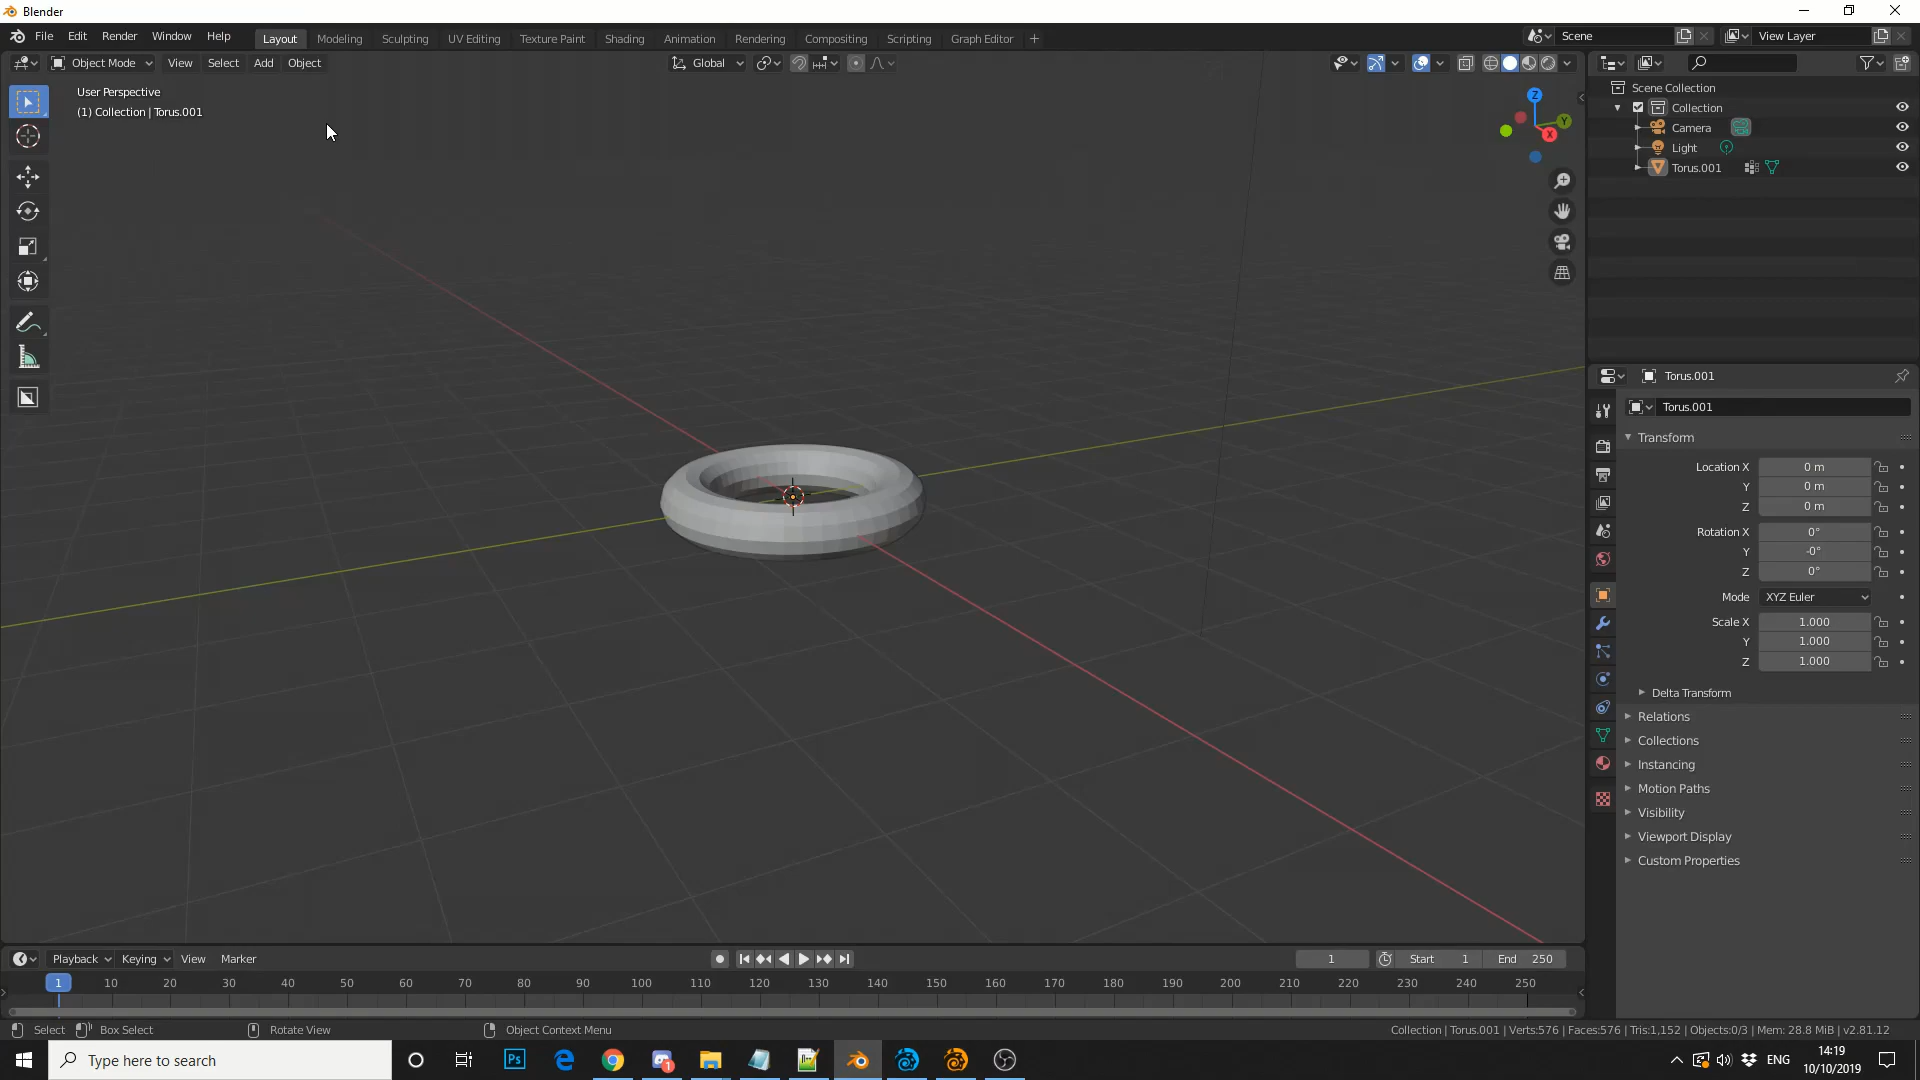 Blender
File Edit Render Window Help Layout Modeling Sculpting UV Editing Texture Paint Shading Animation Rendering Compositing Scripting Graph Editor + Scene View Layer
Object Mode View Select Add Object Global
User Perspective
(1) Collection | Torus.001
Z
Y
X
Scene Collection
Collection
Camera
Light
Torus.001
Torus.001
Torus.001
Transform
Location X 0 m
Y 0 m
Z 0 m
Rotation X 0°
Y -0°
Z 0°
Mode XYZ Euler
Scale X 1.000
Y 1.000
Z 1.000
Delta Transform
Relations
Collections
Instancing
Motion Paths
Visibility
Viewport Display
Custom Properties
Playback Keying View Marker 1 Start 1 End 250
1 10 20 30 40 50 60 70 80 90 100 110 120 130 140 150 160 170 180 190 200 210 220 230 240 250
Select Box Select Rotate View Object Context Menu Collection | Torus.001 | Verts:576 | Faces:576 | Tris:1,152 | Objects:0/3 | Mem: 28.8 MiB | v2.81.12
Type here to search Ps 1 ENG 14:19
10/10/2019